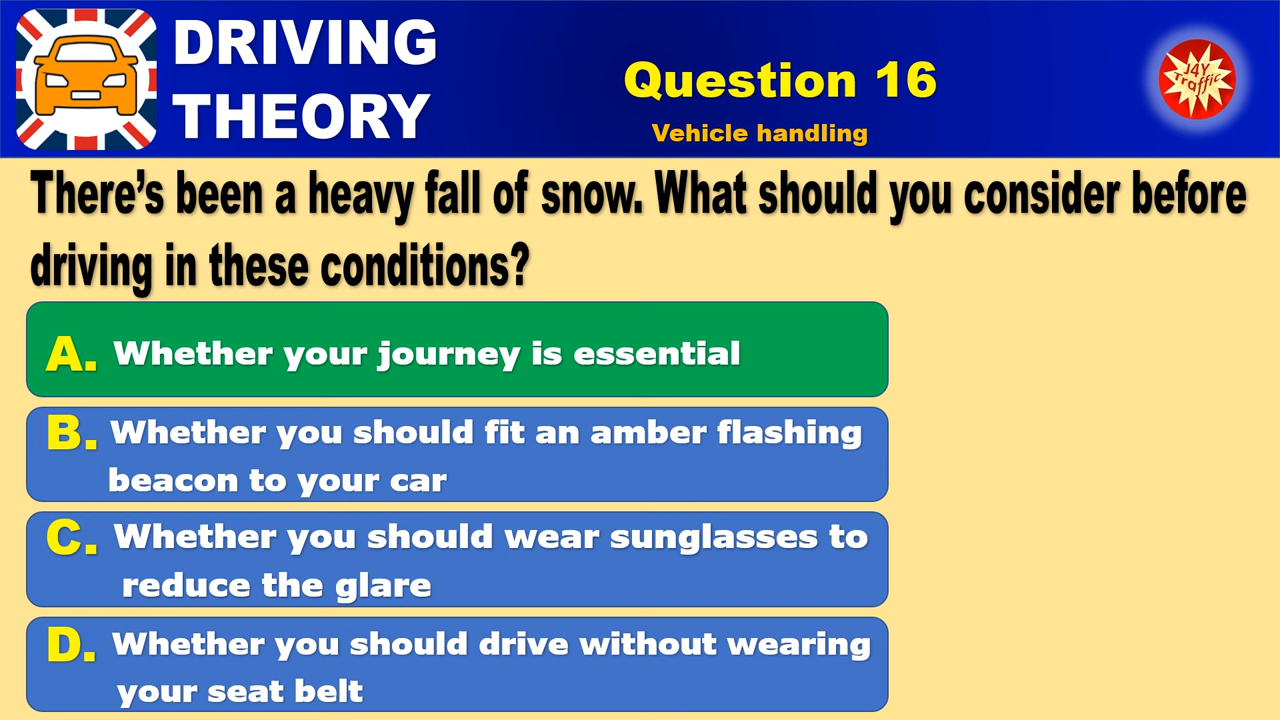 DRIVING
THEORY
Question 16
Vehicle handling
J4Y
Traffic
There’s been a heavy fall of snow. What should you consider before
driving in these conditions?
A. Whether your journey is essential
B. Whether you should fit an amber flashing
beacon to your car
C. Whether you should wear sunglasses to
reduce the glare
D. Whether you should drive without wearing
your seat belt